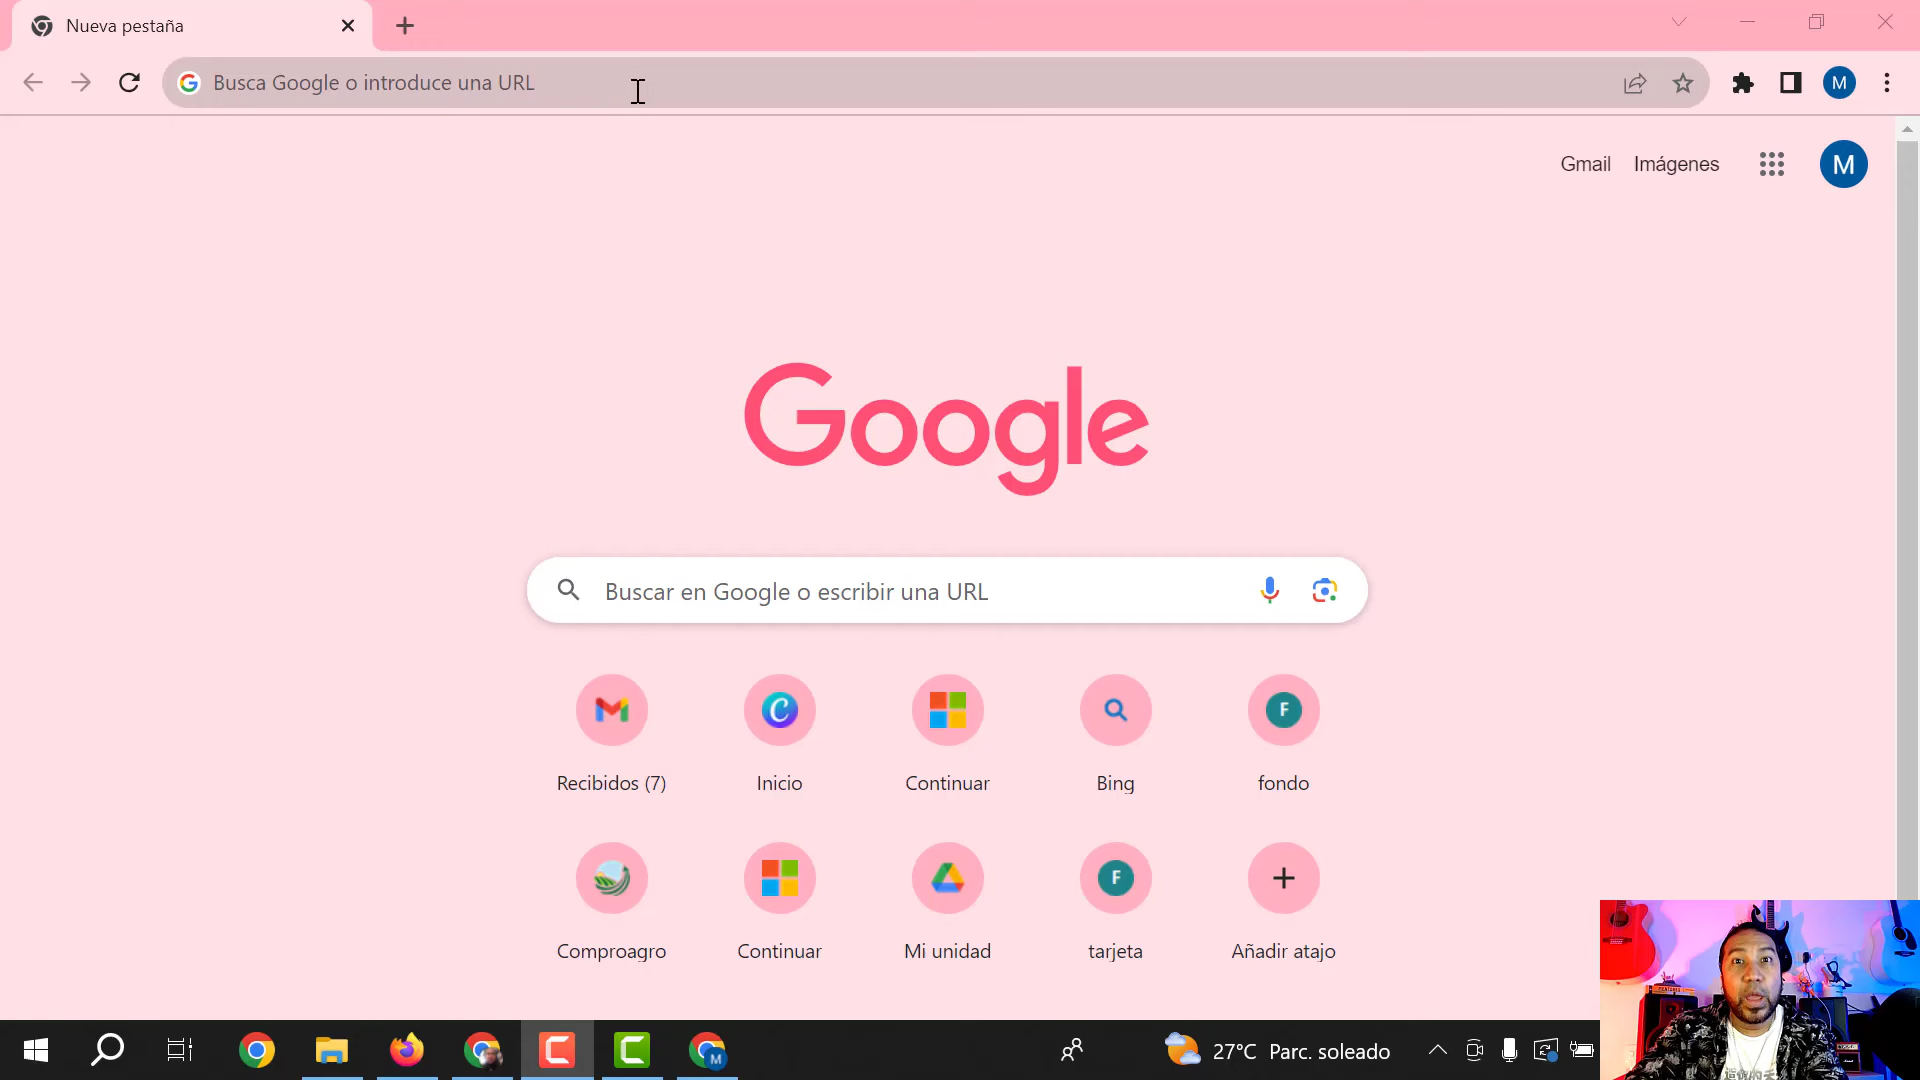 Nueva pestaña
Busca Google o introduce una URL
M
Gmail
Imágenes
M
Google
Buscar en Google o escribir una URL
F
Recibidos (7)
Inicio
Continuar
Bing
fondo
F
Comproagro
Continuar
Mi unidad
tarjeta
Añadir atajo
M
27°C Parc. soleado